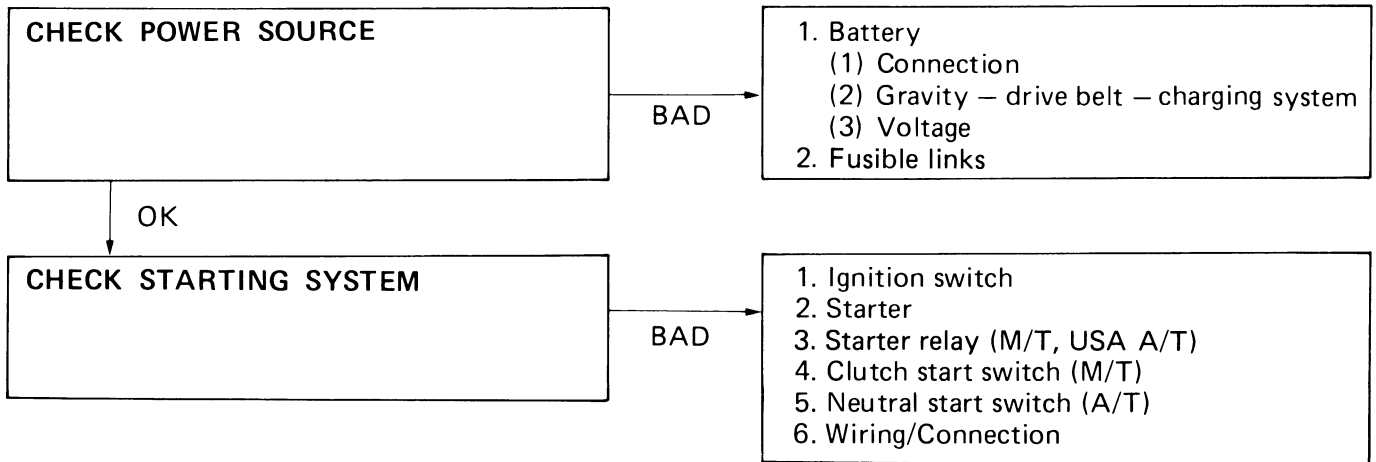 CHECK POWER SOURCE
BAD
1. Battery
(1) Connection
(2) Gravity – drive belt – charging system
(3) Voltage
2. Fusible links
OK
CHECK STARTING SYSTEM
BAD
1. Ignition switch
2. Starter
3. Starter relay (M/T, USA A/T)
4. Clutch start switch (M/T)
5. Neutral start switch (A/T)
6. Wiring/Connection